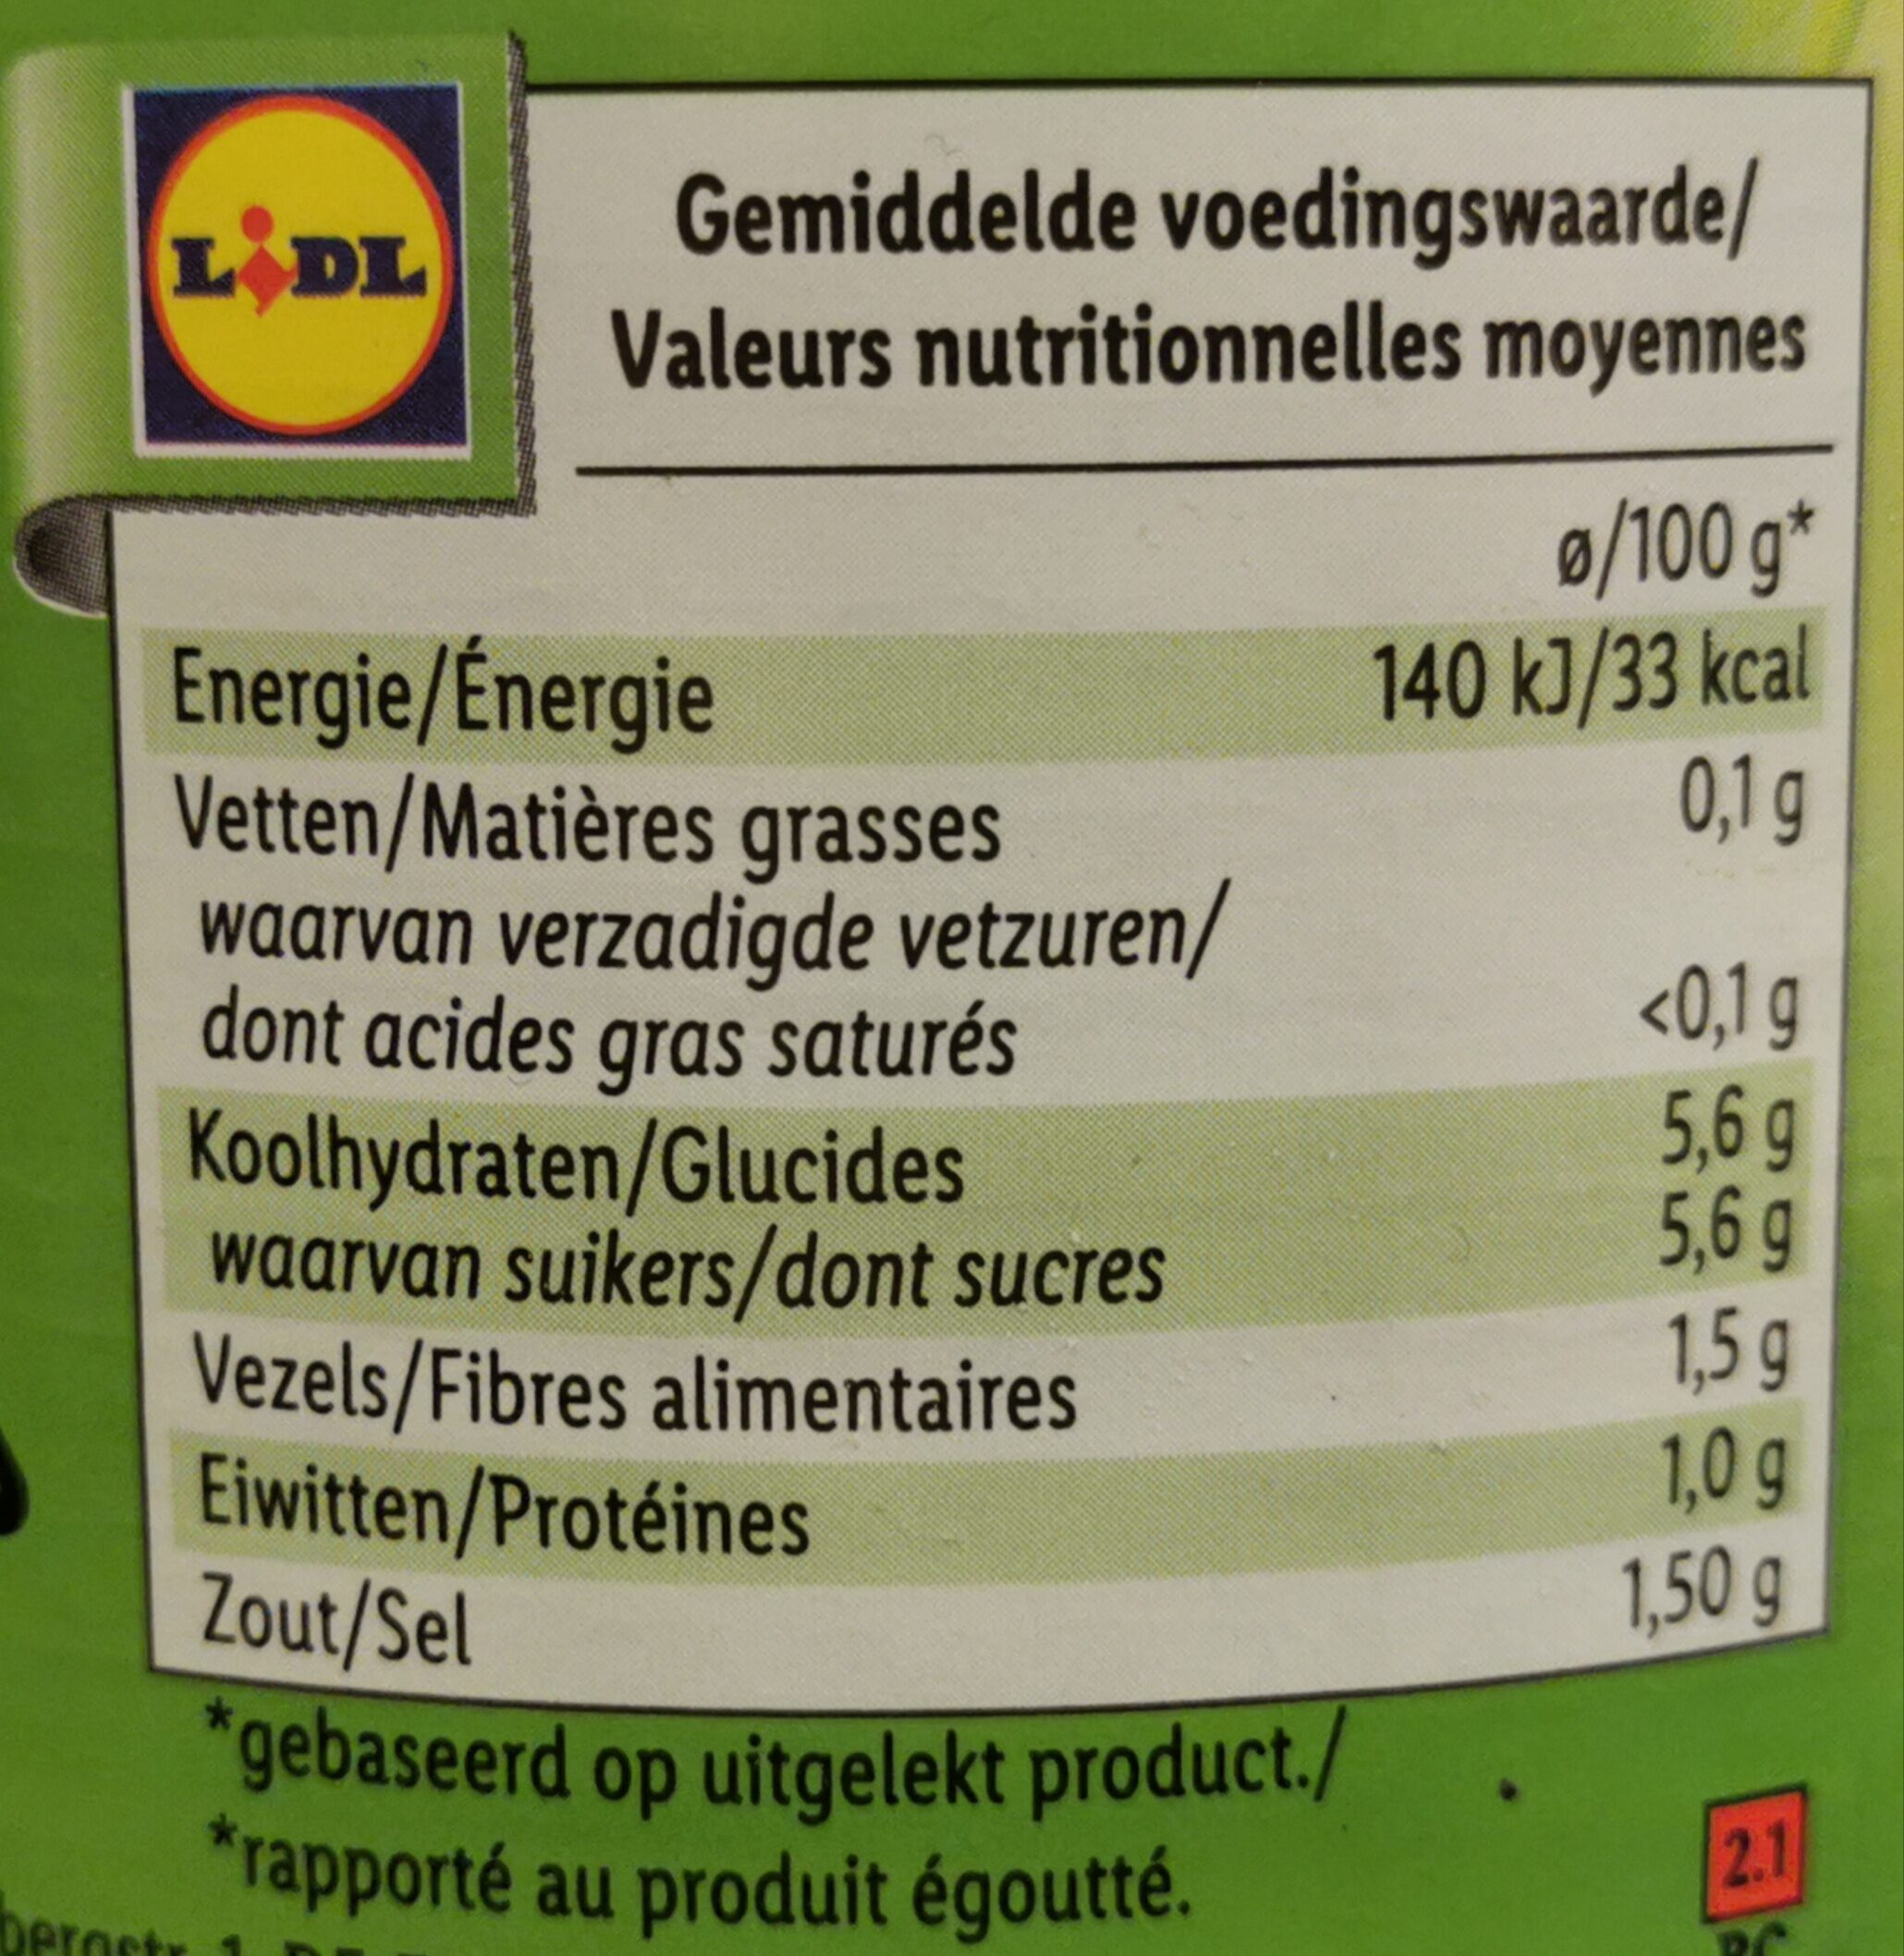 LiDL
Gemiddelde voedingswaarde/
Valeurs nutritionnelles moyennes
ø/100 g*
Energie/Énergie 140 kJ/33 kcal
Vetten/Matières grasses 0,1 g
waarvan verzadigde vetzuren/
dont acides gras saturés <0,1 g
Koolhydraten/Glucides 5,6 g
waarvan suikers/dont sucres 5,6 g
Vezels/Fibres alimentaires 1,5 g
Eiwitten/Protéines 1,0 g
Zout/Sel 1,50 g
*gebaseerd op uitgelekt product./
*rapporté au produit égoutté.
2.1